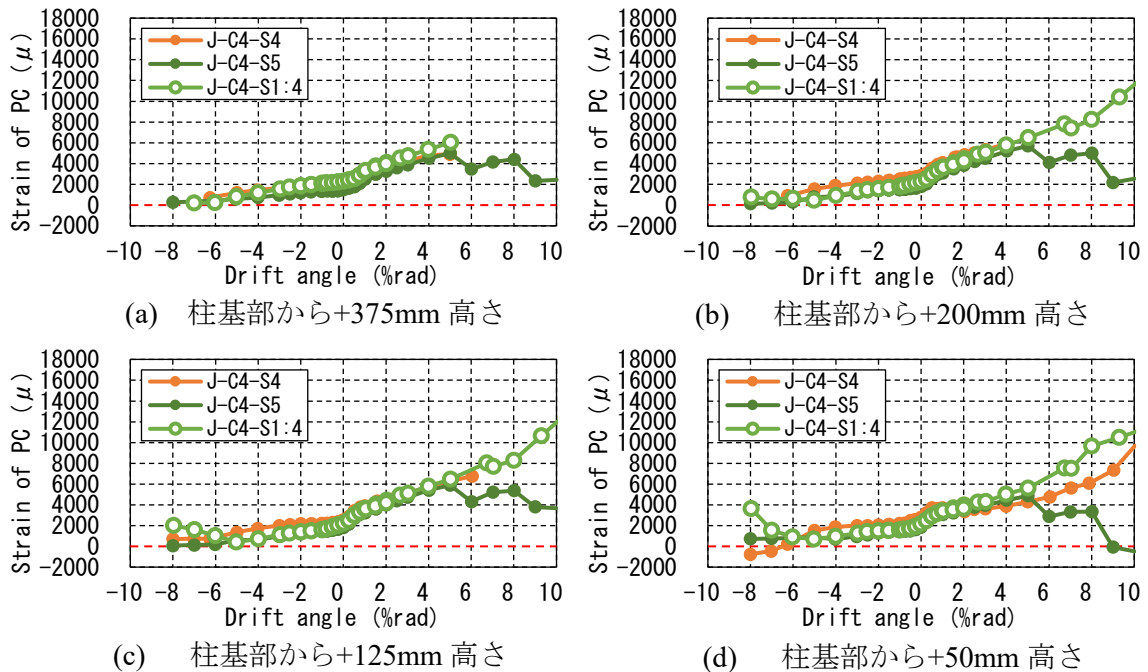 18000
16000
14000
12000
10000
8000
6000
4000
2000
0
-2000
Strain of PC (μ)
J-C4-S4
J-C4-S5
J-C4-S1:4
-10 -8 -6 -4 -2 0 2 4 6 8 10
Drift angle (%rad)
(a) 柱基部から+375mm 高さ
18000
16000
14000
12000
10000
8000
6000
4000
2000
0
-2000
Strain of PC (μ)
J-C4-S4
J-C4-S5
J-C4-S1:4
-10 -8 -6 -4 -2 0 2 4 6 8 10
Drift angle (%rad)
(b) 柱基部から+200mm 高さ
18000
16000
14000
12000
10000
8000
6000
4000
2000
0
-2000
Strain of PC (μ)
J-C4-S4
J-C4-S5
J-C4-S1:4
-10 -8 -6 -4 -2 0 2 4 6 8 10
Drift angle (%rad)
(c) 柱基部から+125mm 高さ
18000
16000
14000
12000
10000
8000
6000
4000
2000
0
-2000
Strain of PC (μ)
J-C4-S4
J-C4-S5
J-C4-S1:4
-10 -8 -6 -4 -2 0 2 4 6 8 10
Drift angle (%rad)
(d) 柱基部から+50mm 高さ